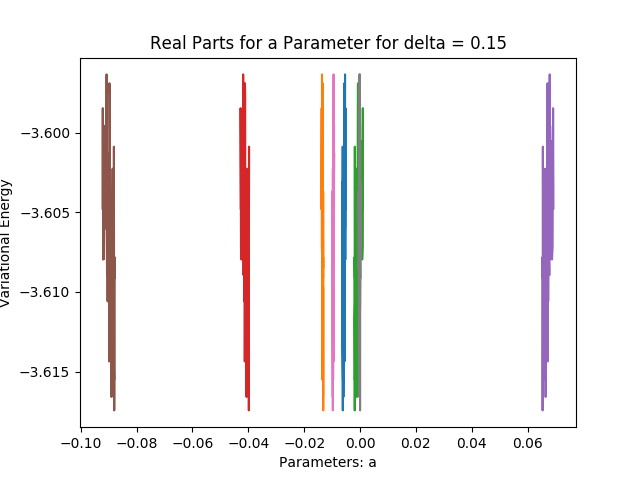 Real Parts for a Parameter for delta = 0.15
Variational Energy
−3.600
−3.605
−3.610
−3.615
−0.10 −0.08 −0.06 −0.04 −0.02 0.00 0.02 0.04 0.06
Parameters: a